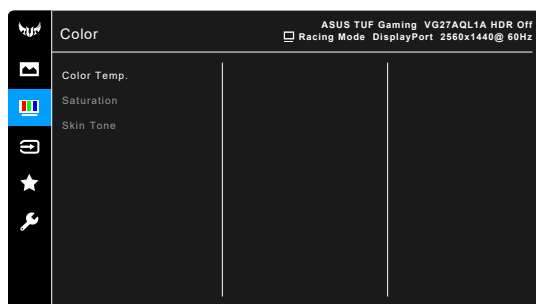 Color
ASUS TUF Gaming VG27AQL1A HDR Off
Racing Mode DisplayPort 2560x1440@ 60Hz
Color Temp.
Saturation
Skin Tone